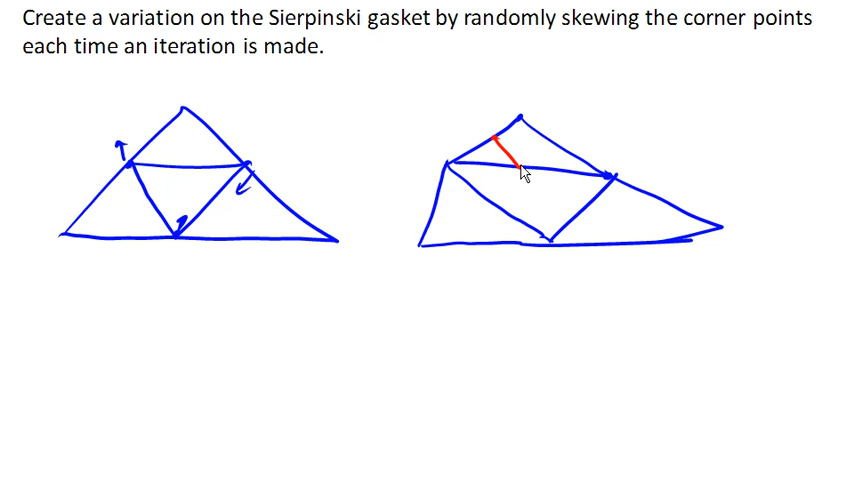 Create a variation on the Sierpinski gasket by randomly skewing the corner points
each time an iteration is made.